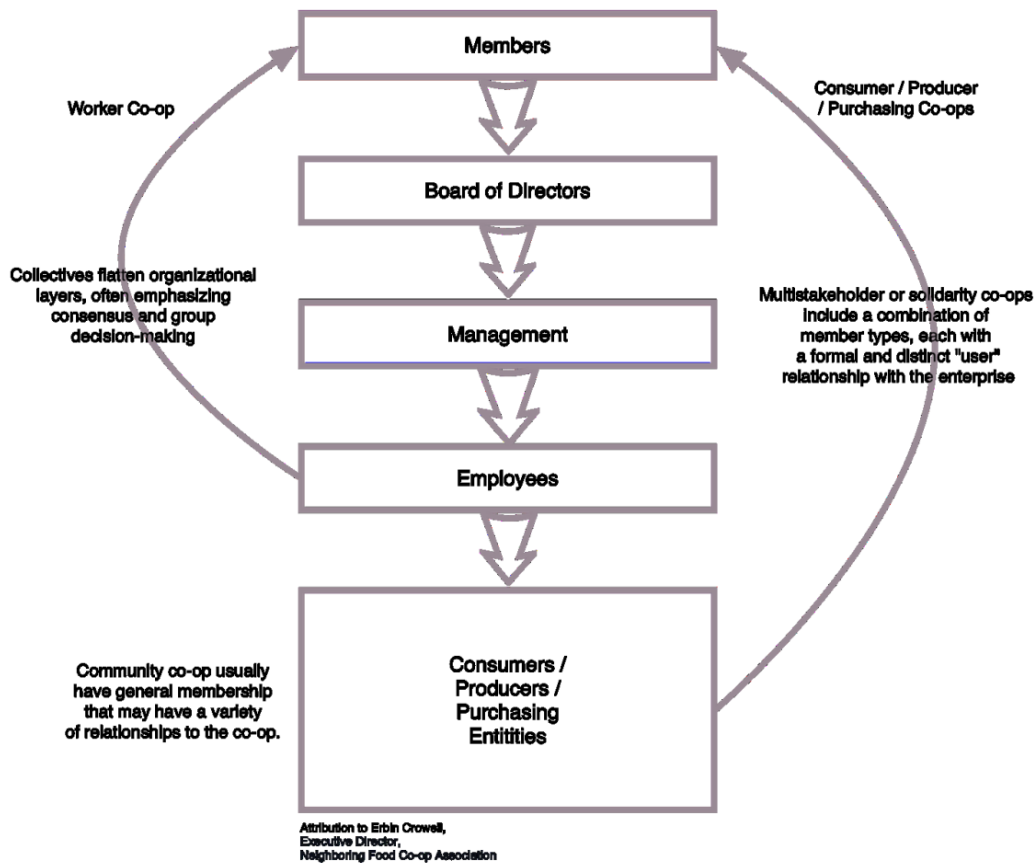 Members
Worker Co-op
Consumer / Producer
/ Purchasing Co-ops
Board of Directors
Collectives flatten organizational
layers, often emphasizing
consensus and group
decision-making
Multistakeholder or solidarity co-ops
include a combination of
member types, each with
a formal and distinct "user"
relationship with the enterprise
Management
Employees
Community co-op usually
have general membership
that may have a variety
of relationships to the co-op.
Consumers /
Producers /
Purchasing
Entitities
Attribution to Erbin Crowell,
Executive Director,
Neighboring Food Co-op Association